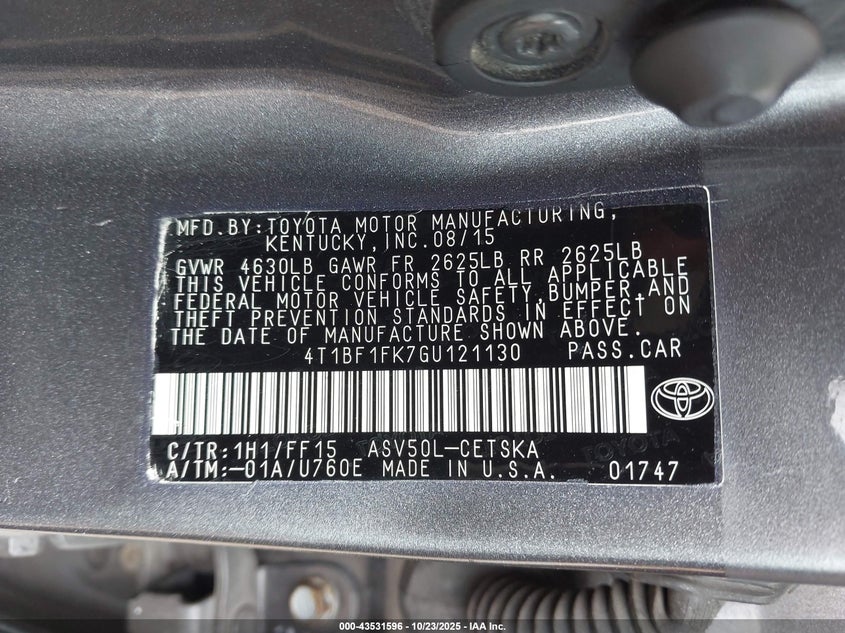 MFD.BY:TOYOTA MOTOR MANUFACTURING,
KENTUCKY,INC.08/15
GVWR 4630LB GAWR FR 2625LB RR 2625LB
THIS VEHICLE CONFORMS TO ALL APPLICABLE
FEDERAL MOTOR VEHICLE SAFETY,BUMPER,AND
THEFT PREVENTION STANDARDS IN EFFECT ON
THE DATE OF MANUFACTURE SHOWN ABOVE.
4T1BF1FK7GU121130 PASS.CAR
C/TR:1H1/FF15 ASV50L-CETSKA
A/TM:-01A/U760E MADE IN U.S.A. 01747
TOYOTA
000-43531596 - 10/23/2025 - IAA Inc.